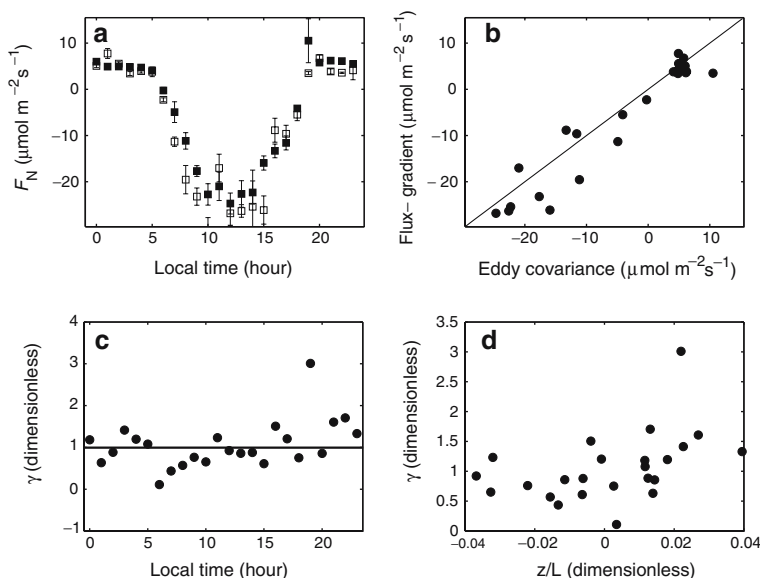 a
10
0
−10
−20
F_N (μmol m⁻² s⁻¹)
0 5 10 15 20
Local time (hour)
b
10
0
−10
−20
Flux− gradient (μmol m⁻² s⁻¹)
−20 −10 0 10
Eddy covariance (μmol m⁻²s⁻¹)
c
4
3
2
1
0
−1
γ (dimensionless)
0 5 10 15 20
Local time (hour)
d
3.5
3
2.5
2
1.5
1
0.5
0
γ (dimensionless)
−0.04 −0.02 0 0.02 0.04
z/L (dimensionless)